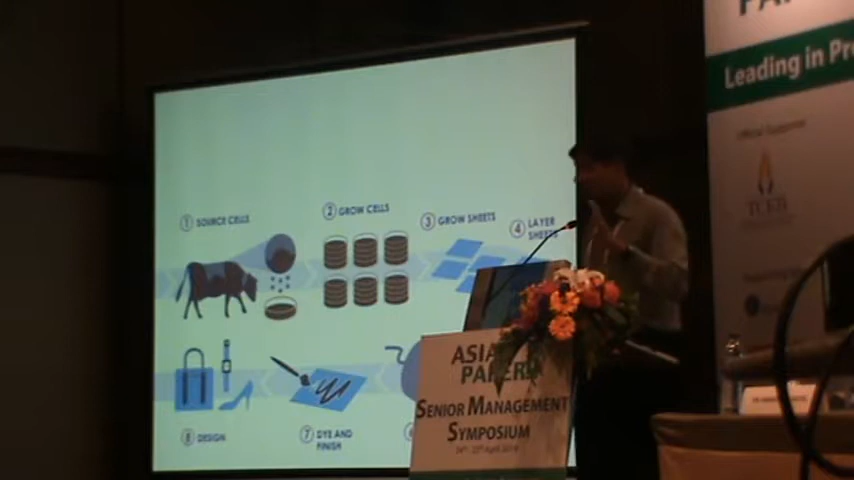 1 SOURCE CELLS
2 GROW CELLS
3 GROW SHEETS
4 LAYER
SHEETS
8 DESIGN
7 DYE AND
FINISH
ASIA
PAPER
SENIOR MANAGEMENT
SYMPOSIUM
Leading in Pr
TCEB